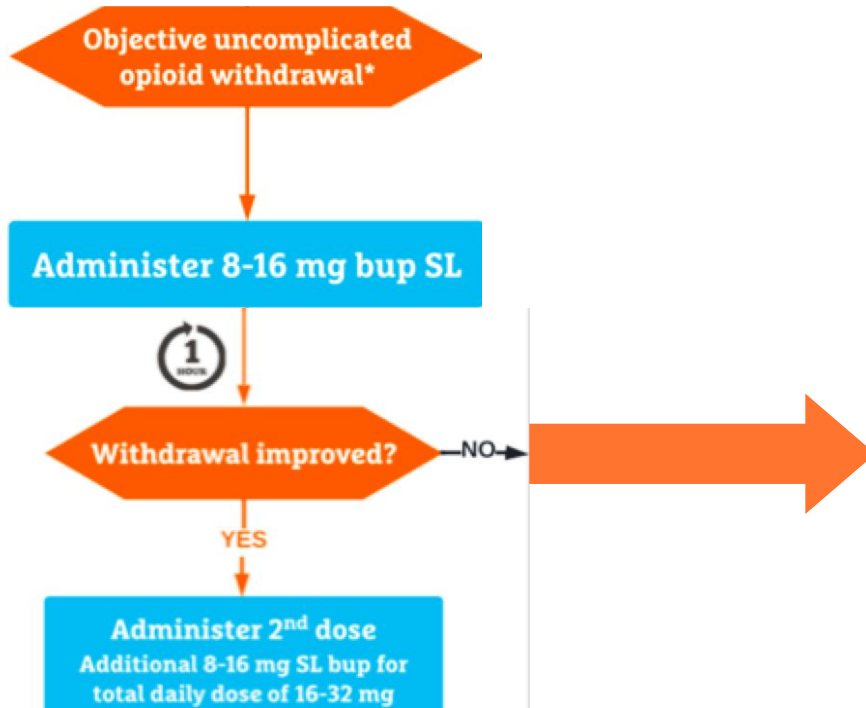 Objective uncomplicated
opioid withdrawal*
Administer 8-16 mg bup SL
1
HOUR
Withdrawal improved?
NO
YES
Administer 2nd dose
Additional 8-16 mg SL bup for
total daily dose of 16-32 mg